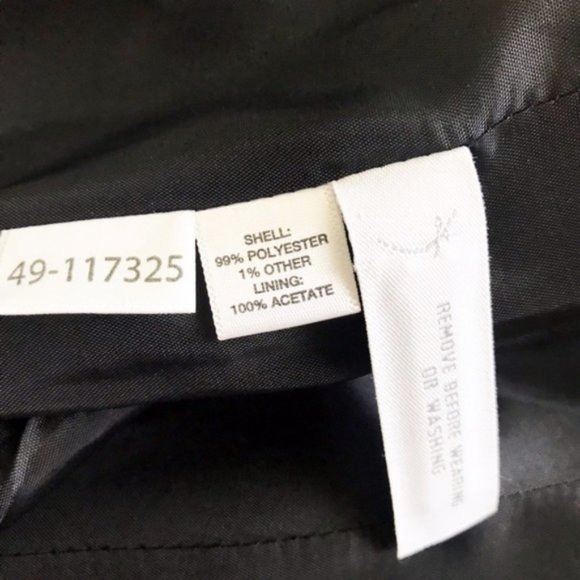 49-117325
SHELL:
99% POLYESTER
1% OTHER
LINING:
100% ACETATE
REMOVE BEFORE WEARING
OR WASHING